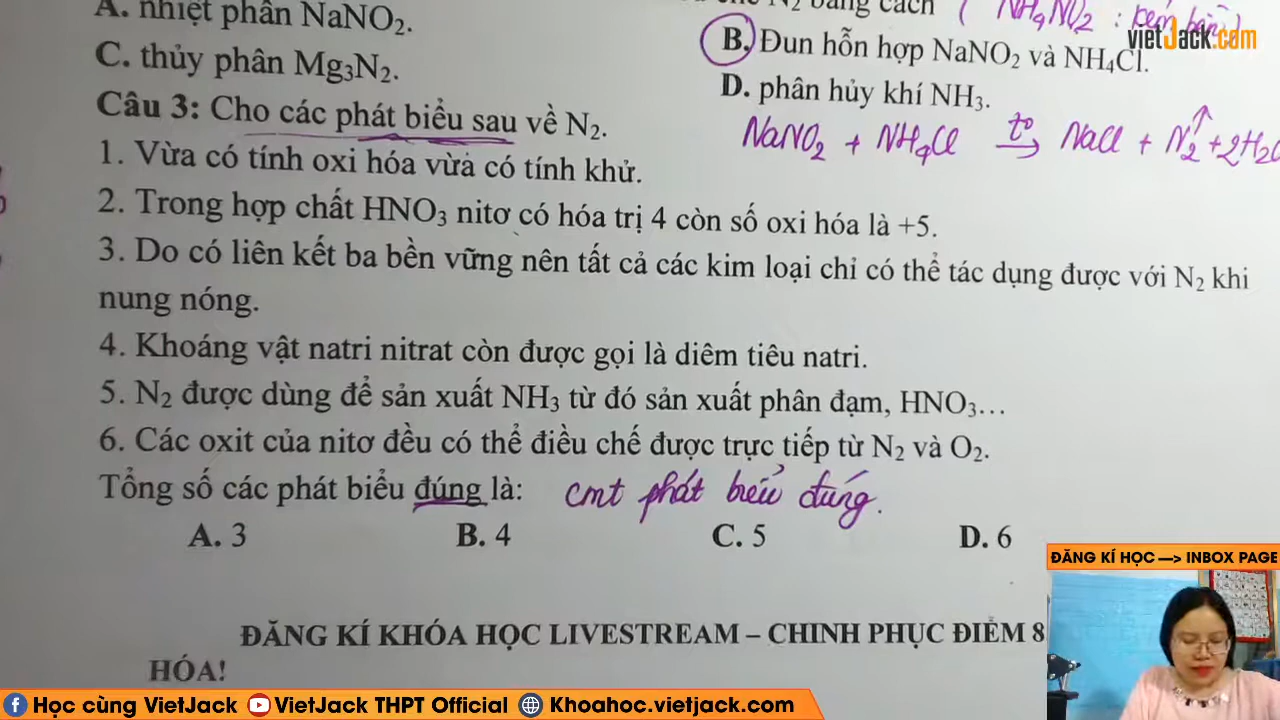 A. nhiệt phân NaNO₂.
N₂ bằng cách ( NH₄NO₂ : kém bền )
vietJack.com
B. Đun hỗn hợp NaNO₂ và NH₄Cl.
C. thủy phân Mg₃N₂.
D. phân hủy khí NH₃.
NaNO₂ + NH₄Cl t° → NaCl + N₂↑ + 2H₂O
Câu 3: Cho các phát biểu sau về N₂.
1. Vừa có tính oxi hóa vừa có tính khử.
2. Trong hợp chất HNO₃ nitơ có hóa trị 4 còn số oxi hóa là +5.
3. Do có liên kết ba bền vững nên tất cả các kim loại chỉ có thể tác dụng được với N₂ khi
nung nóng.
4. Khoáng vật natri nitrat còn được gọi là diêm tiêu natri.
5. N₂ được dùng để sản xuất NH₃ từ đó sản xuất phân đạm, HNO₃…
6. Các oxit của nitơ đều có thể điều chế được trực tiếp từ N₂ và O₂.
Tổng số các phát biểu đúng là: cmt phát biểu đúng.
A. 3 B. 4 C. 5 D. 6
ĐĂNG KÍ HỌC —> INBOX PAGE
ĐĂNG KÍ KHÓA HỌC LIVESTREAM – CHINH PHỤC ĐIỂM 8
HÓA!
Học cùng VietJack VietJack THPT Official Khoahoc.vietjack.com